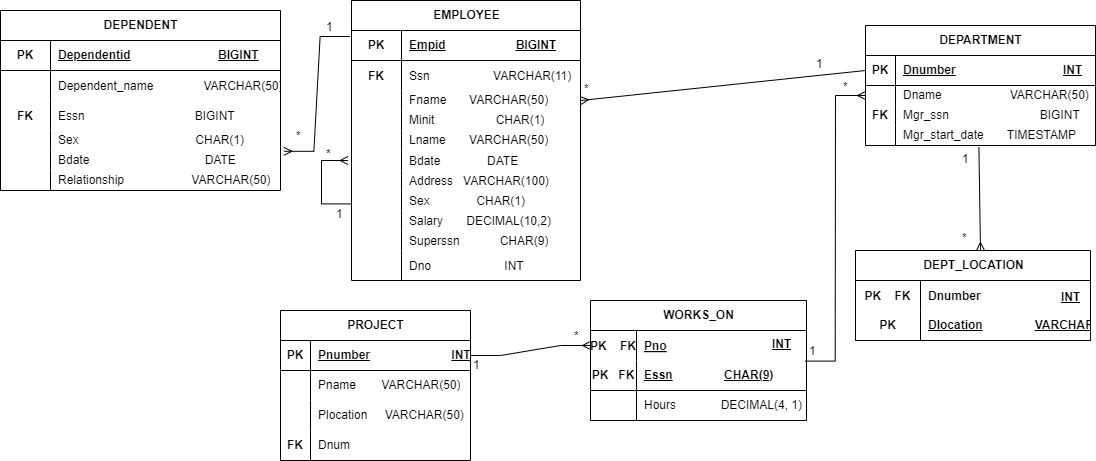 DEPENDENT
PK Dependentid BIGINT
Dependent_name VARCHAR(50)
FK Essn BIGINT
Sex CHAR(1)
Bdate DATE
Relationship VARCHAR(50)
1
*
EMPLOYEE
PK Empid BIGINT
FK Ssn VARCHAR(11)
Fname VARCHAR(50)
Minit CHAR(1)
Lname VARCHAR(50)
Bdate DATE
Address VARCHAR(100)
Sex CHAR(1)
Salary DECIMAL(10,2)
Superssn CHAR(9)
Dno INT
*
1
*
1
DEPARTMENT
PK Dnumber INT
Dname VARCHAR(50)
FK Mgr_ssn BIGINT
Mgr_start_date TIMESTAMP
*
1
*
DEPT_LOCATION
PK FK Dnumber INT
PK Dlocation VARCHAR
PROJECT
PK Pnumber INT
Pname VARCHAR(50)
Plocation VARCHAR(50)
FK Dnum
1
*
WORKS_ON
PK FK Pno INT
PK FK Essn CHAR(9)
Hours DECIMAL(4, 1)
1